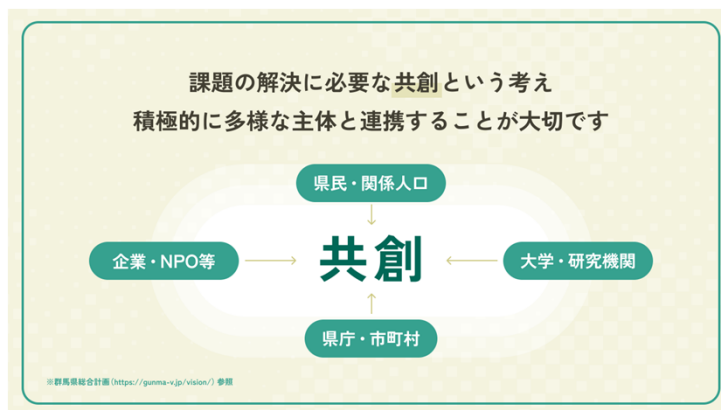 課題の解決に必要な共創という考え
積極的に多様な主体と連携することが大切です
県民・関係人口
企業・NPO等
共創
大学・研究機関
県庁・市町村
※群馬県総合計画(https://gunma-v.jp/vision/)参照